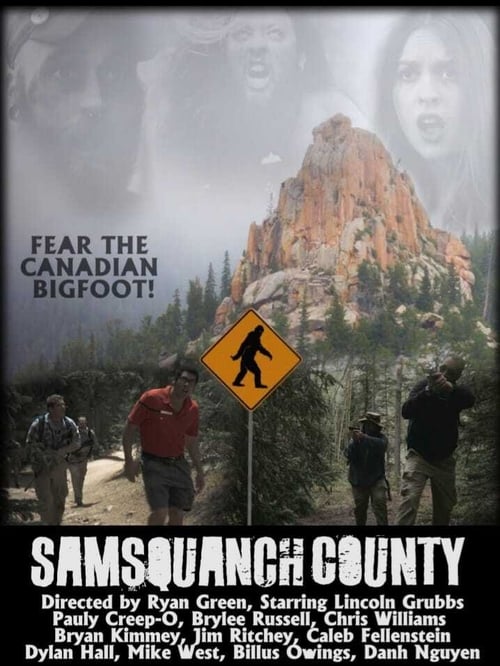 FEAR THE
CANADIAN
BIGFOOT!
SAMSQUANCH COUNTY
Directed by Ryan Green, Starring Lincoln Grubbs
Pauly Creep-O, Brylee Russell, Chris Williams
Bryan Kimmey, Jim Ritchey, Caleb Fellenstein
Dylan Hall, Mike West, Billus Owings, Danh Nguyen